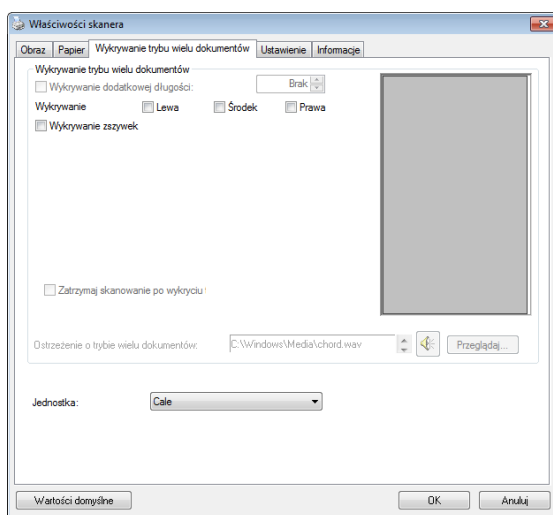 Właściwości skanera
Obraz Papier Wykrywanie trybu wielu dokumentów Ustawienie Informacje
Wykrywanie trybu wielu dokumentów
Wykrywanie dodatkowej długości: Brak
Wykrywanie Lewa Środek Prawa
Wykrywanie zszywek
Zatrzymaj skanowanie po wykryciu
Ostrzeżenie o trybie wielu dokumentów: C:\Windows\Media\chord.wav Przeglądaj...
Jednostka: Cale
Wartości domyślne OK Anuluj